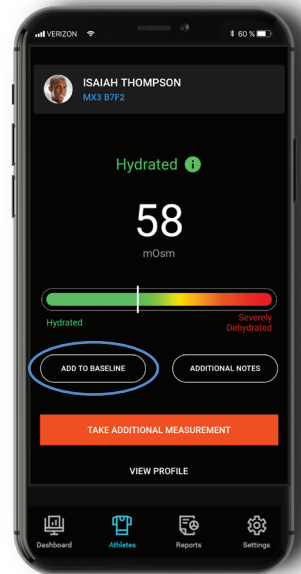 VERIZON 60 %
ISAIAH THOMPSON
MX3 B7F2
Hydrated i
58
mOsm
Hydrated
Severely
Dehydrated
ADD TO BASELINE ADDITIONAL NOTES
TAKE ADDITIONAL MEASUREMENT
VIEW PROFILE
Dashboard Athletes Reports Settings